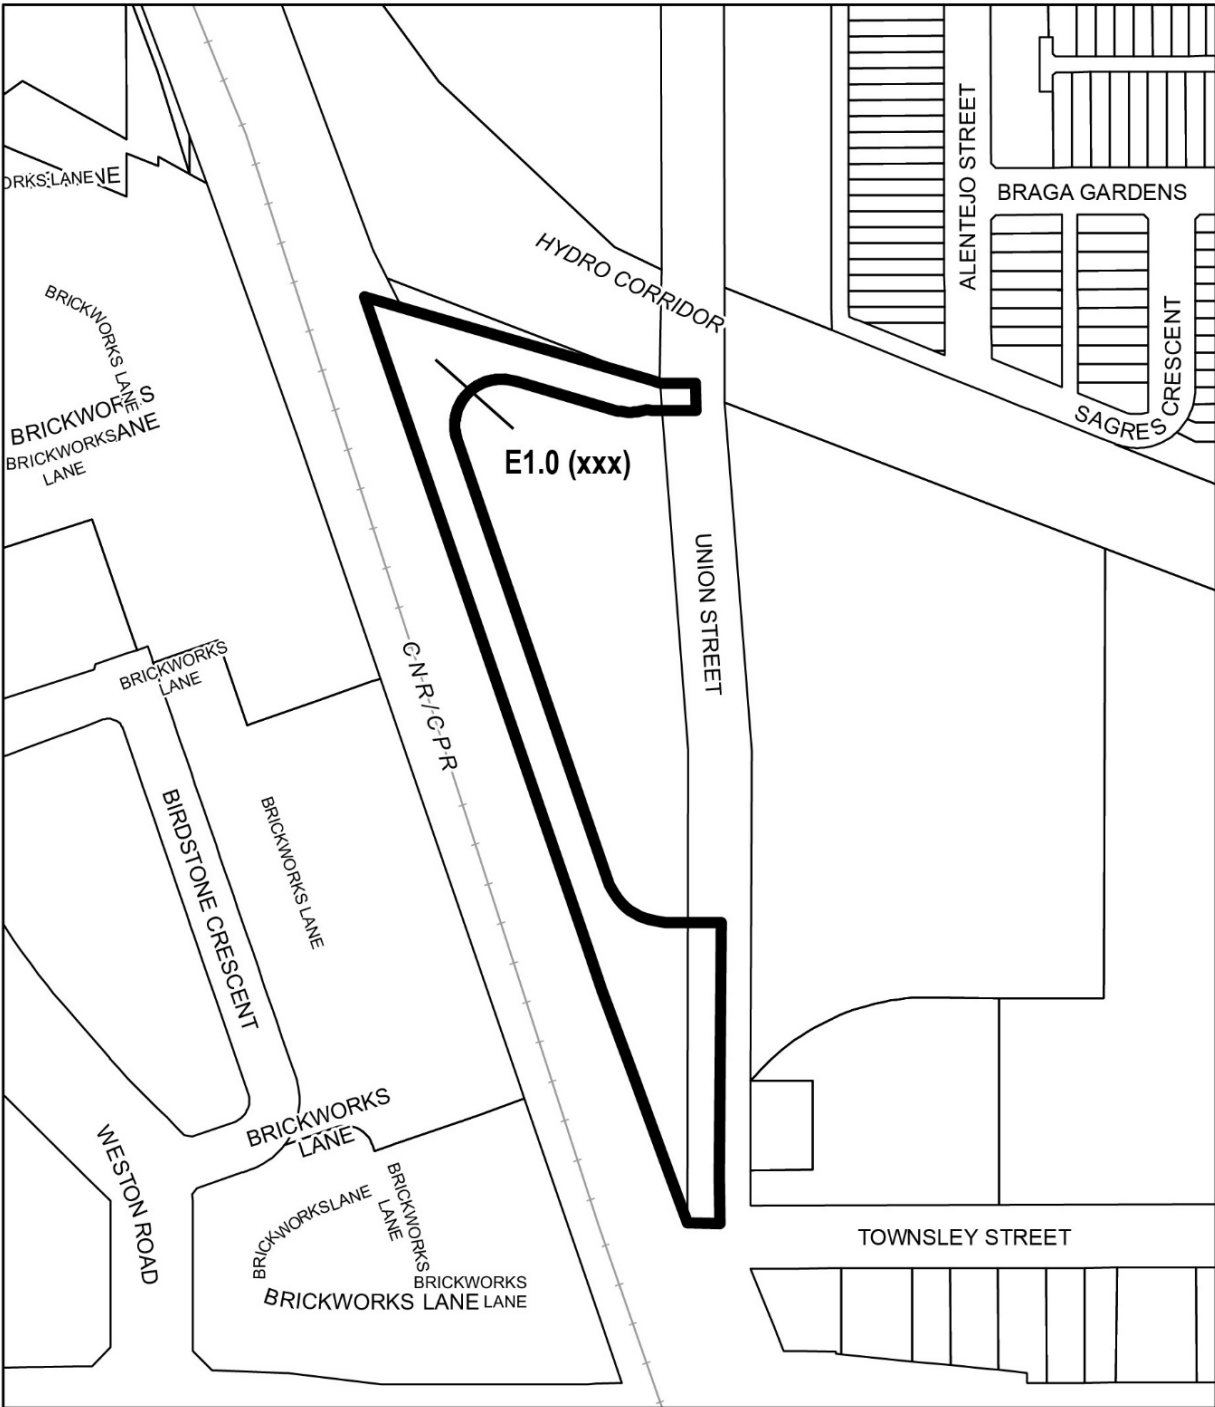 ALENTEJO STREET
BRAGA GARDENS
HYDRO CORRIDOR
BRICKWORKS LANE
SAGRES CRESCENT
BRICKWORKS
LANE
BRICKWORKS
LANE
E1.0 (xxx)
UNION STREET
C-N-R-/-C-P-R
BRICKWORKS
LANE
BIRDSTONE CRESCENT
BRICKWORKS LANE
BRICKWORKS
LANE
WESTON ROAD
BRICKWORKS LANE
BRICKWORKS
LANE
TOWNSLEY STREET
BRICKWORKS
LANE
BRICKWORKS LANE